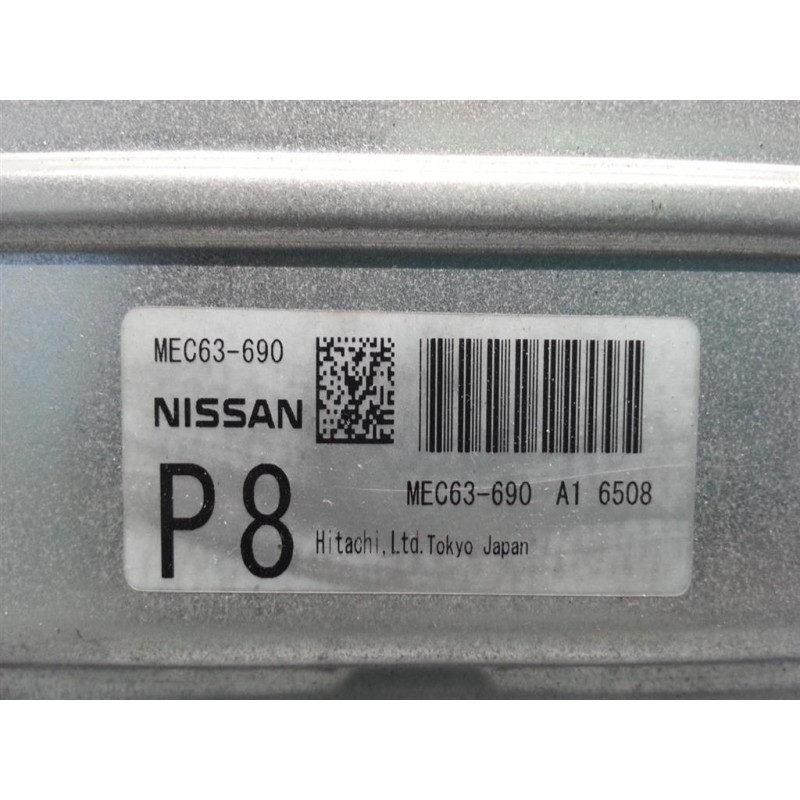 MEC63-690
NISSAN
P8
MEC63-690 A1 6508
Hitachi,Ltd.Tokyo Japan